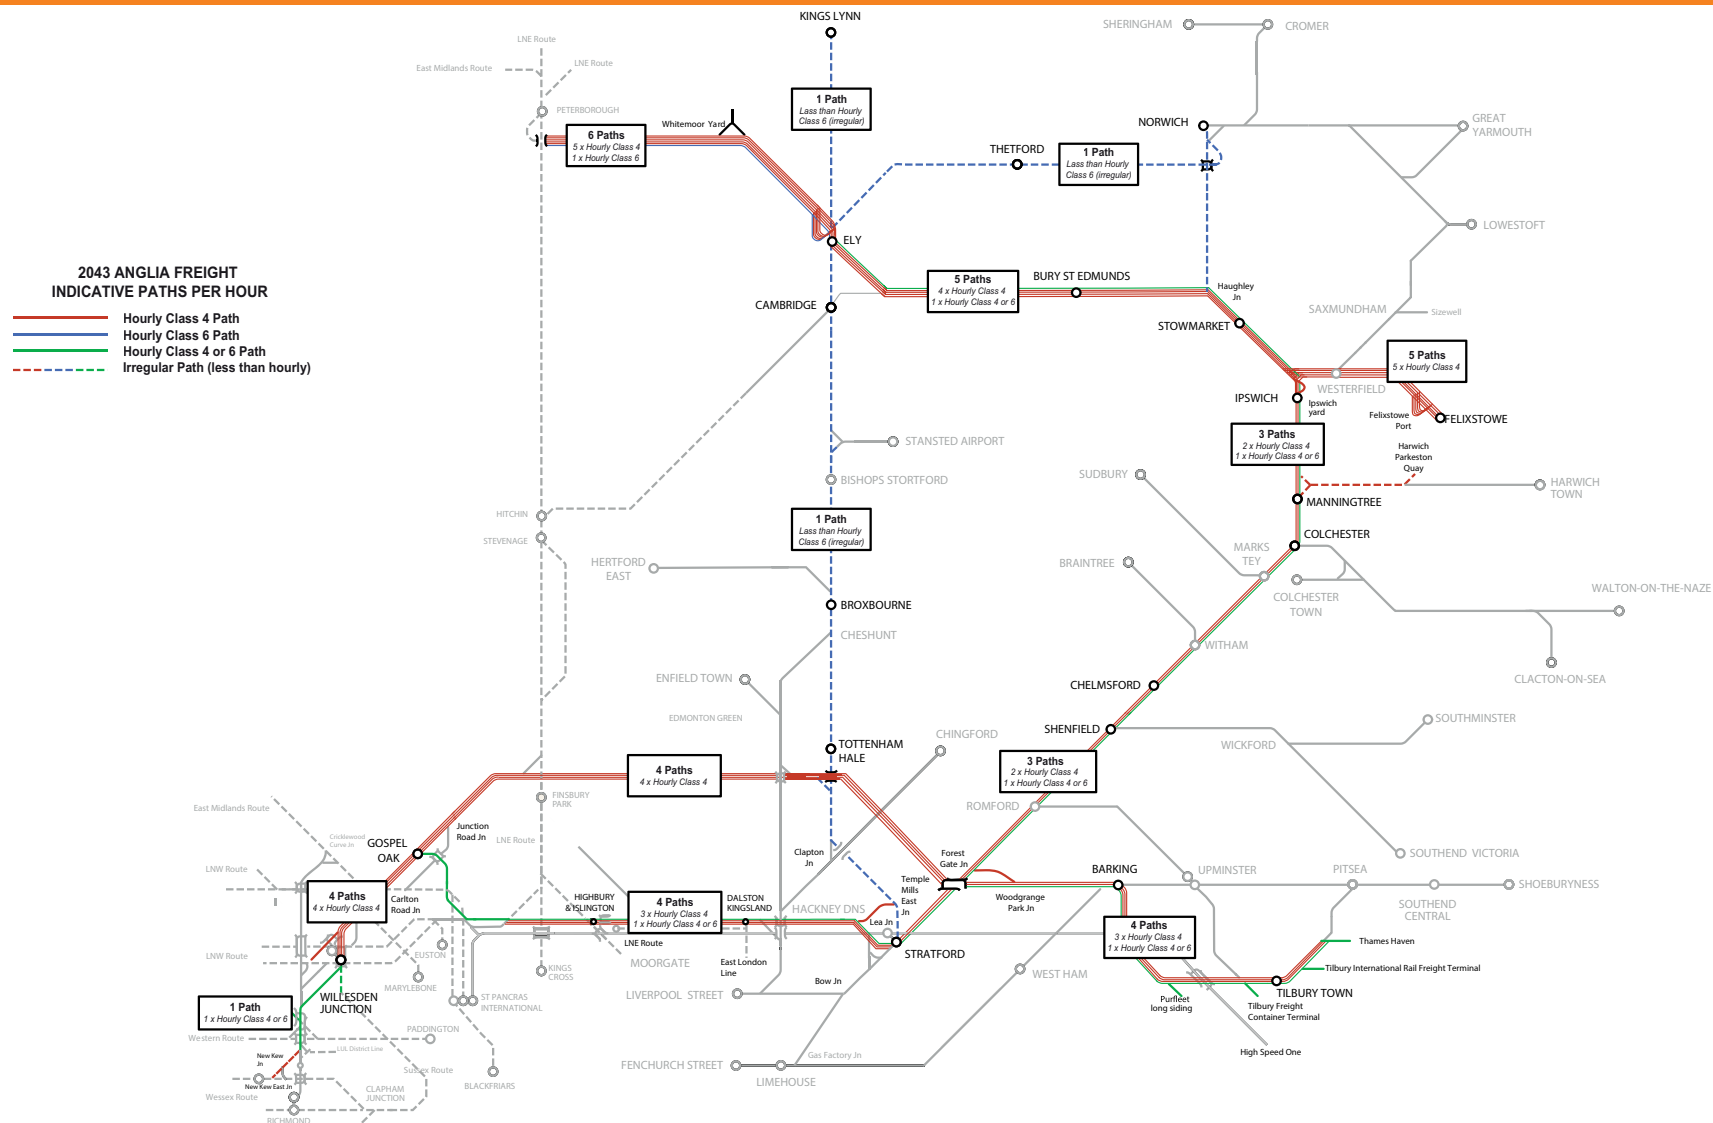 KINGS LYNN
SHERINGHAM
CROMER
LNE Route
East Midlands Route
LNE Route
PETERBOROUGH
Whitemoor Yard
6 Paths
5 x Hourly Class 4
1 x Hourly Class 6
1 Path
Less than Hourly
Class 6 (irregular)
NORWICH
GREAT
YARMOUTH
THETFORD
1 Path
Less than Hourly
Class 6 (irregular)
LOWESTOFT
ELY
2043 ANGLIA FREIGHT
INDICATIVE PATHS PER HOUR
Hourly Class 4 Path
Hourly Class 6 Path
Hourly Class 4 or 6 Path
Irregular Path (less than hourly)
5 Paths
4 x Hourly Class 4
1 x Hourly Class 4 or 6
BURY ST EDMUNDS
Haughley
Jn
CAMBRIDGE
STOWMARKET
SAXMUNDHAM
Sizewell
5 Paths
5 x Hourly Class 4
WESTERFIELD
IPSWICH
Ipswich
yard
Felixstowe
Port
FELIXSTOWE
3 Paths
2 x Hourly Class 4
1 x Hourly Class 4 or 6
Harwich
Parkeston
Quay
STANSTED AIRPORT
BISHOPS STORTFORD
SUDBURY
HARWICH
TOWN
MANNINGTREE
HITCHIN
STEVENAGE
1 Path
Less than Hourly
Class 6 (irregular)
COLCHESTER
MARKS
TEY
HERTFORD
EAST
BRAINTREE
COLCHESTER
TOWN
WALTON-ON-THE-NAZE
BROXBOURNE
CHESHUNT
WITHAM
CLACTON-ON-SEA
ENFIELD TOWN
CHELMSFORD
EDMONTON GREEN
SHENFIELD
SOUTHMINSTER
WICKFORD
CHINGFORD
TOTTENHAM
HALE
4 Paths
4 x Hourly Class 4
3 Paths
2 x Hourly Class 4
1 x Hourly Class 4 or 6
FINSBURY
PARK
ROMFORD
East Midlands Route
Cricklewood
Curve Jn
Junction
Road Jn
LNE Route
GOSPEL
OAK
LNW Route
Clapton
Jn
Forest
Gate Jn
SOUTHEND VICTORIA
4 Paths
4 x Hourly Class 4
Carlton
Road Jn
HIGHBURY
& ISLINGTON
4 Paths
3 x Hourly Class 4
1 x Hourly Class 4 or 6
DALSTON
KINGSLAND
HACKNEY DNS
Temple
Mills
East
Jn
Lea Jn
Woodgrange
Park Jn
BARKING
UPMINSTER
PITSEA
SHOEBURYNESS
SOUTHEND
CENTRAL
4 Paths
3 x Hourly Class 4
1 x Hourly Class 4 or 6
LNW Route
EUSTON
MARYLEBONE
KINGS
CROSS
LNE Route
MOORGATE
East London
Line
STRATFORD
Thames Haven
Tilbury International Rail Freight Terminal
WEST HAM
Bow Jn
LIVERPOOL STREET
TILBURY TOWN
Purfleet
long siding
Tilbury Freight
Container Terminal
WILLESDEN
JUNCTION
ST PANCRAS
INTERNATIONAL
1 Path
1 x Hourly Class 4 or 6
PADDINGTON
Western Route
LUL District Line
High Speed One
New Kew
Jn
Gas Factory Jn
FENCHURCH STREET
LIMEHOUSE
Sussex Route
New Kew East Jn
BLACKFRIARS
CLAPHAM
JUNCTION
Wessex Route
RICHMOND